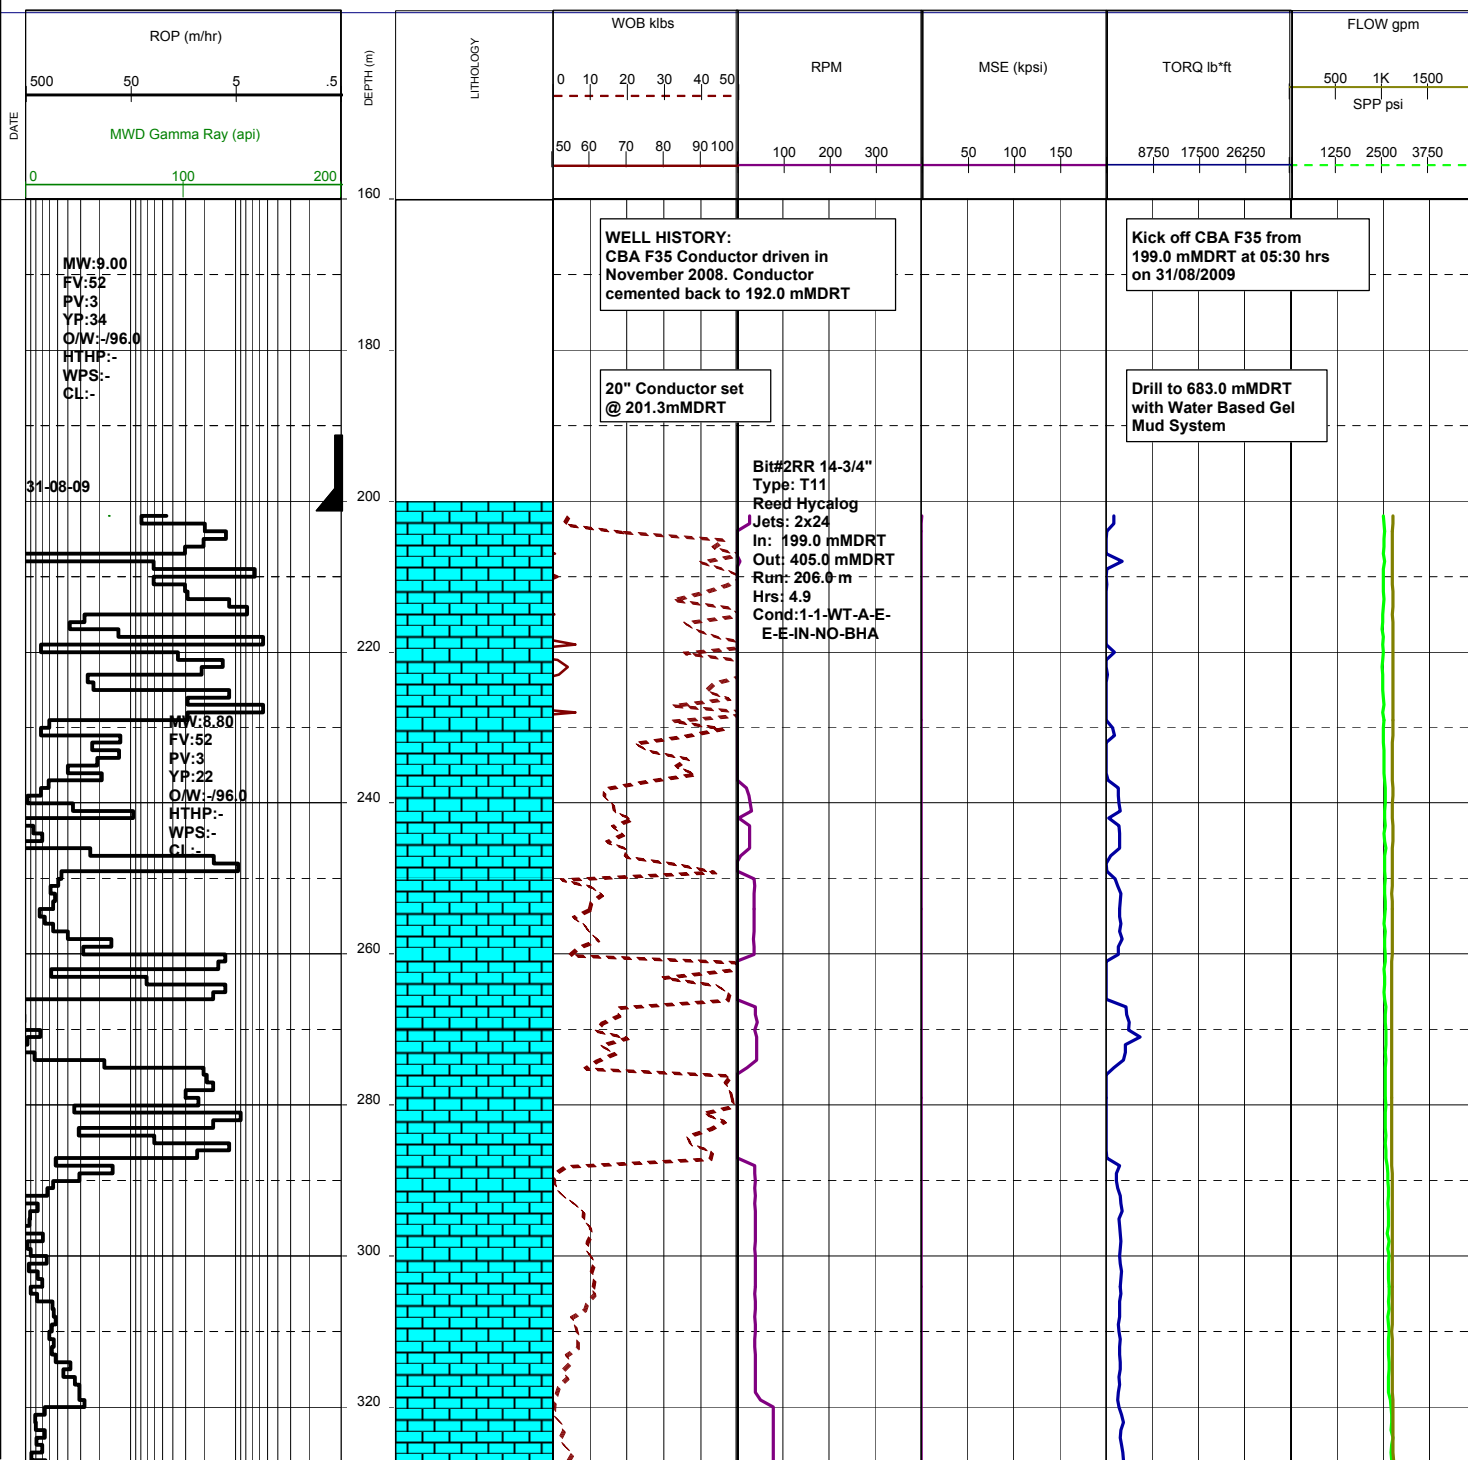 ROP (m/hr)
500 50 5 .5
MWD Gamma Ray (api)
0 100 200
DATE
DEPTH (m)
LITHOLOGY
WOB klbs
0 10 20 30 40 50
50 60 70 80 90 100
RPM
100 200 300
MSE (kpsi)
50 100 150
TORQ lb*ft
8750 17500 26250
FLOW gpm
500 1K 1500
SPP psi
1250 2500 3750
160
180
200
220
240
260
280
300
320
MW:9.00
FV:52
PV:3
YP:34
O/W:-/96.0
HTHP:-
WPS:-
CL:-
31-08-09
MW:8.80
FV:52
PV:3
YP:22
O/W:-/96.0
HTHP:-
WPS:-
CL:-
WELL HISTORY:
CBA F35 Conductor driven in
November 2008. Conductor
cemented back to 192.0 mMDRT
20" Conductor set
@ 201.3mMDRT
Bit#2RR 14-3/4"
Type: T11
Reed Hycalog
Jets: 2x24
In: 199.0 mMDRT
Out: 405.0 mMDRT
Run: 206.0 m
Hrs: 4.9
Cond:1-1-WT-A-E-
E-E-IN-NO-BHA
Kick off CBA F35 from
199.0 mMDRT at 05:30 hrs
on 31/08/2009
Drill to 683.0 mMDRT
with Water Based Gel
Mud System